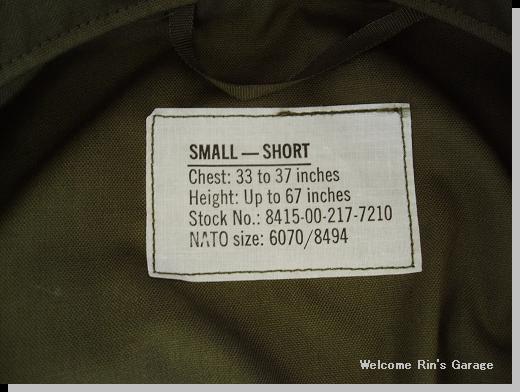 SMALL — SHORT
Chest: 33 to 37 inches
Height: Up to 67 inches
Stock No.: 8415-00-217-7210
NATO size: 6070/8494
Welcome Rin's Garage